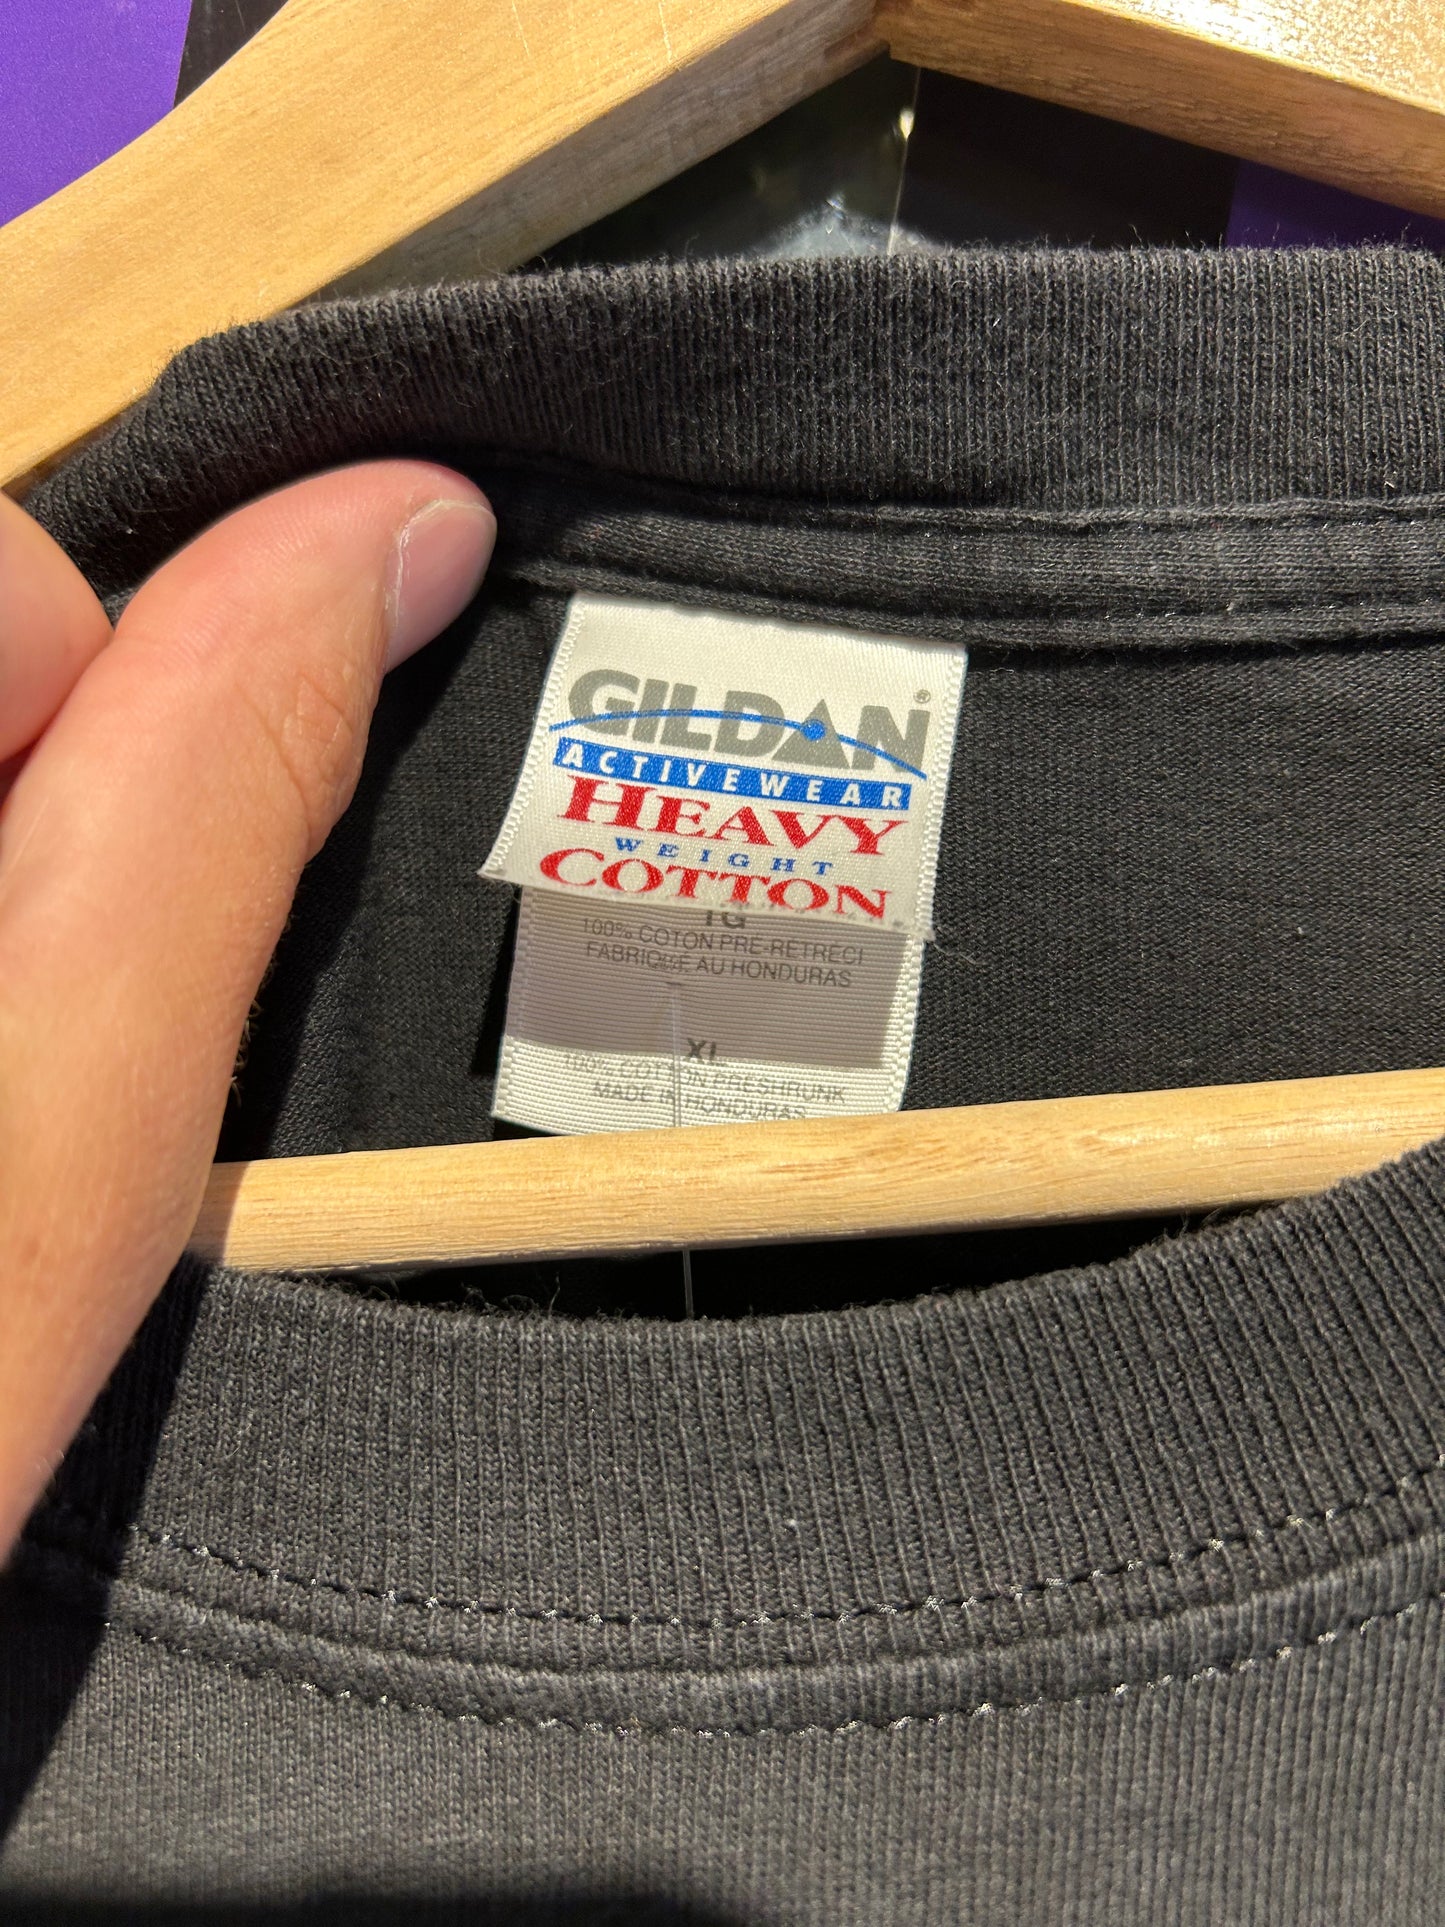 GILDAN®
ACTIVEWEAR
HEAVY
WEIGHT
COTTON
TG
100% COTON PRE-RETRECI
FABRIQUÉ AU HONDURAS
XL
100% COTTON PRESHRUNK
MADE IN HONDURAS